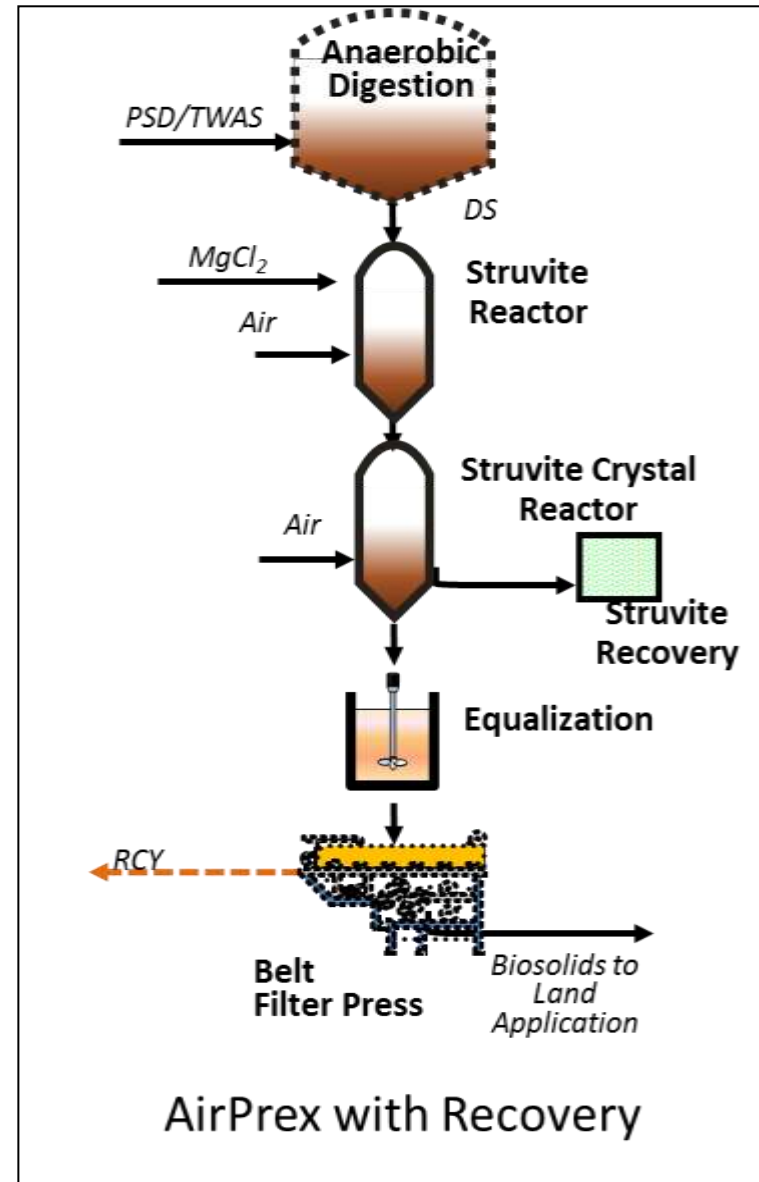 Anaerobic
Digestion
PSD/TWAS
DS
MgCl₂
Struvite
Reactor
Air
Struvite Crystal
Reactor
Air
Struvite
Recovery
Equalization
RCY
Belt
Filter Press
Biosolids to
Land
Application
AirPrex with Recovery